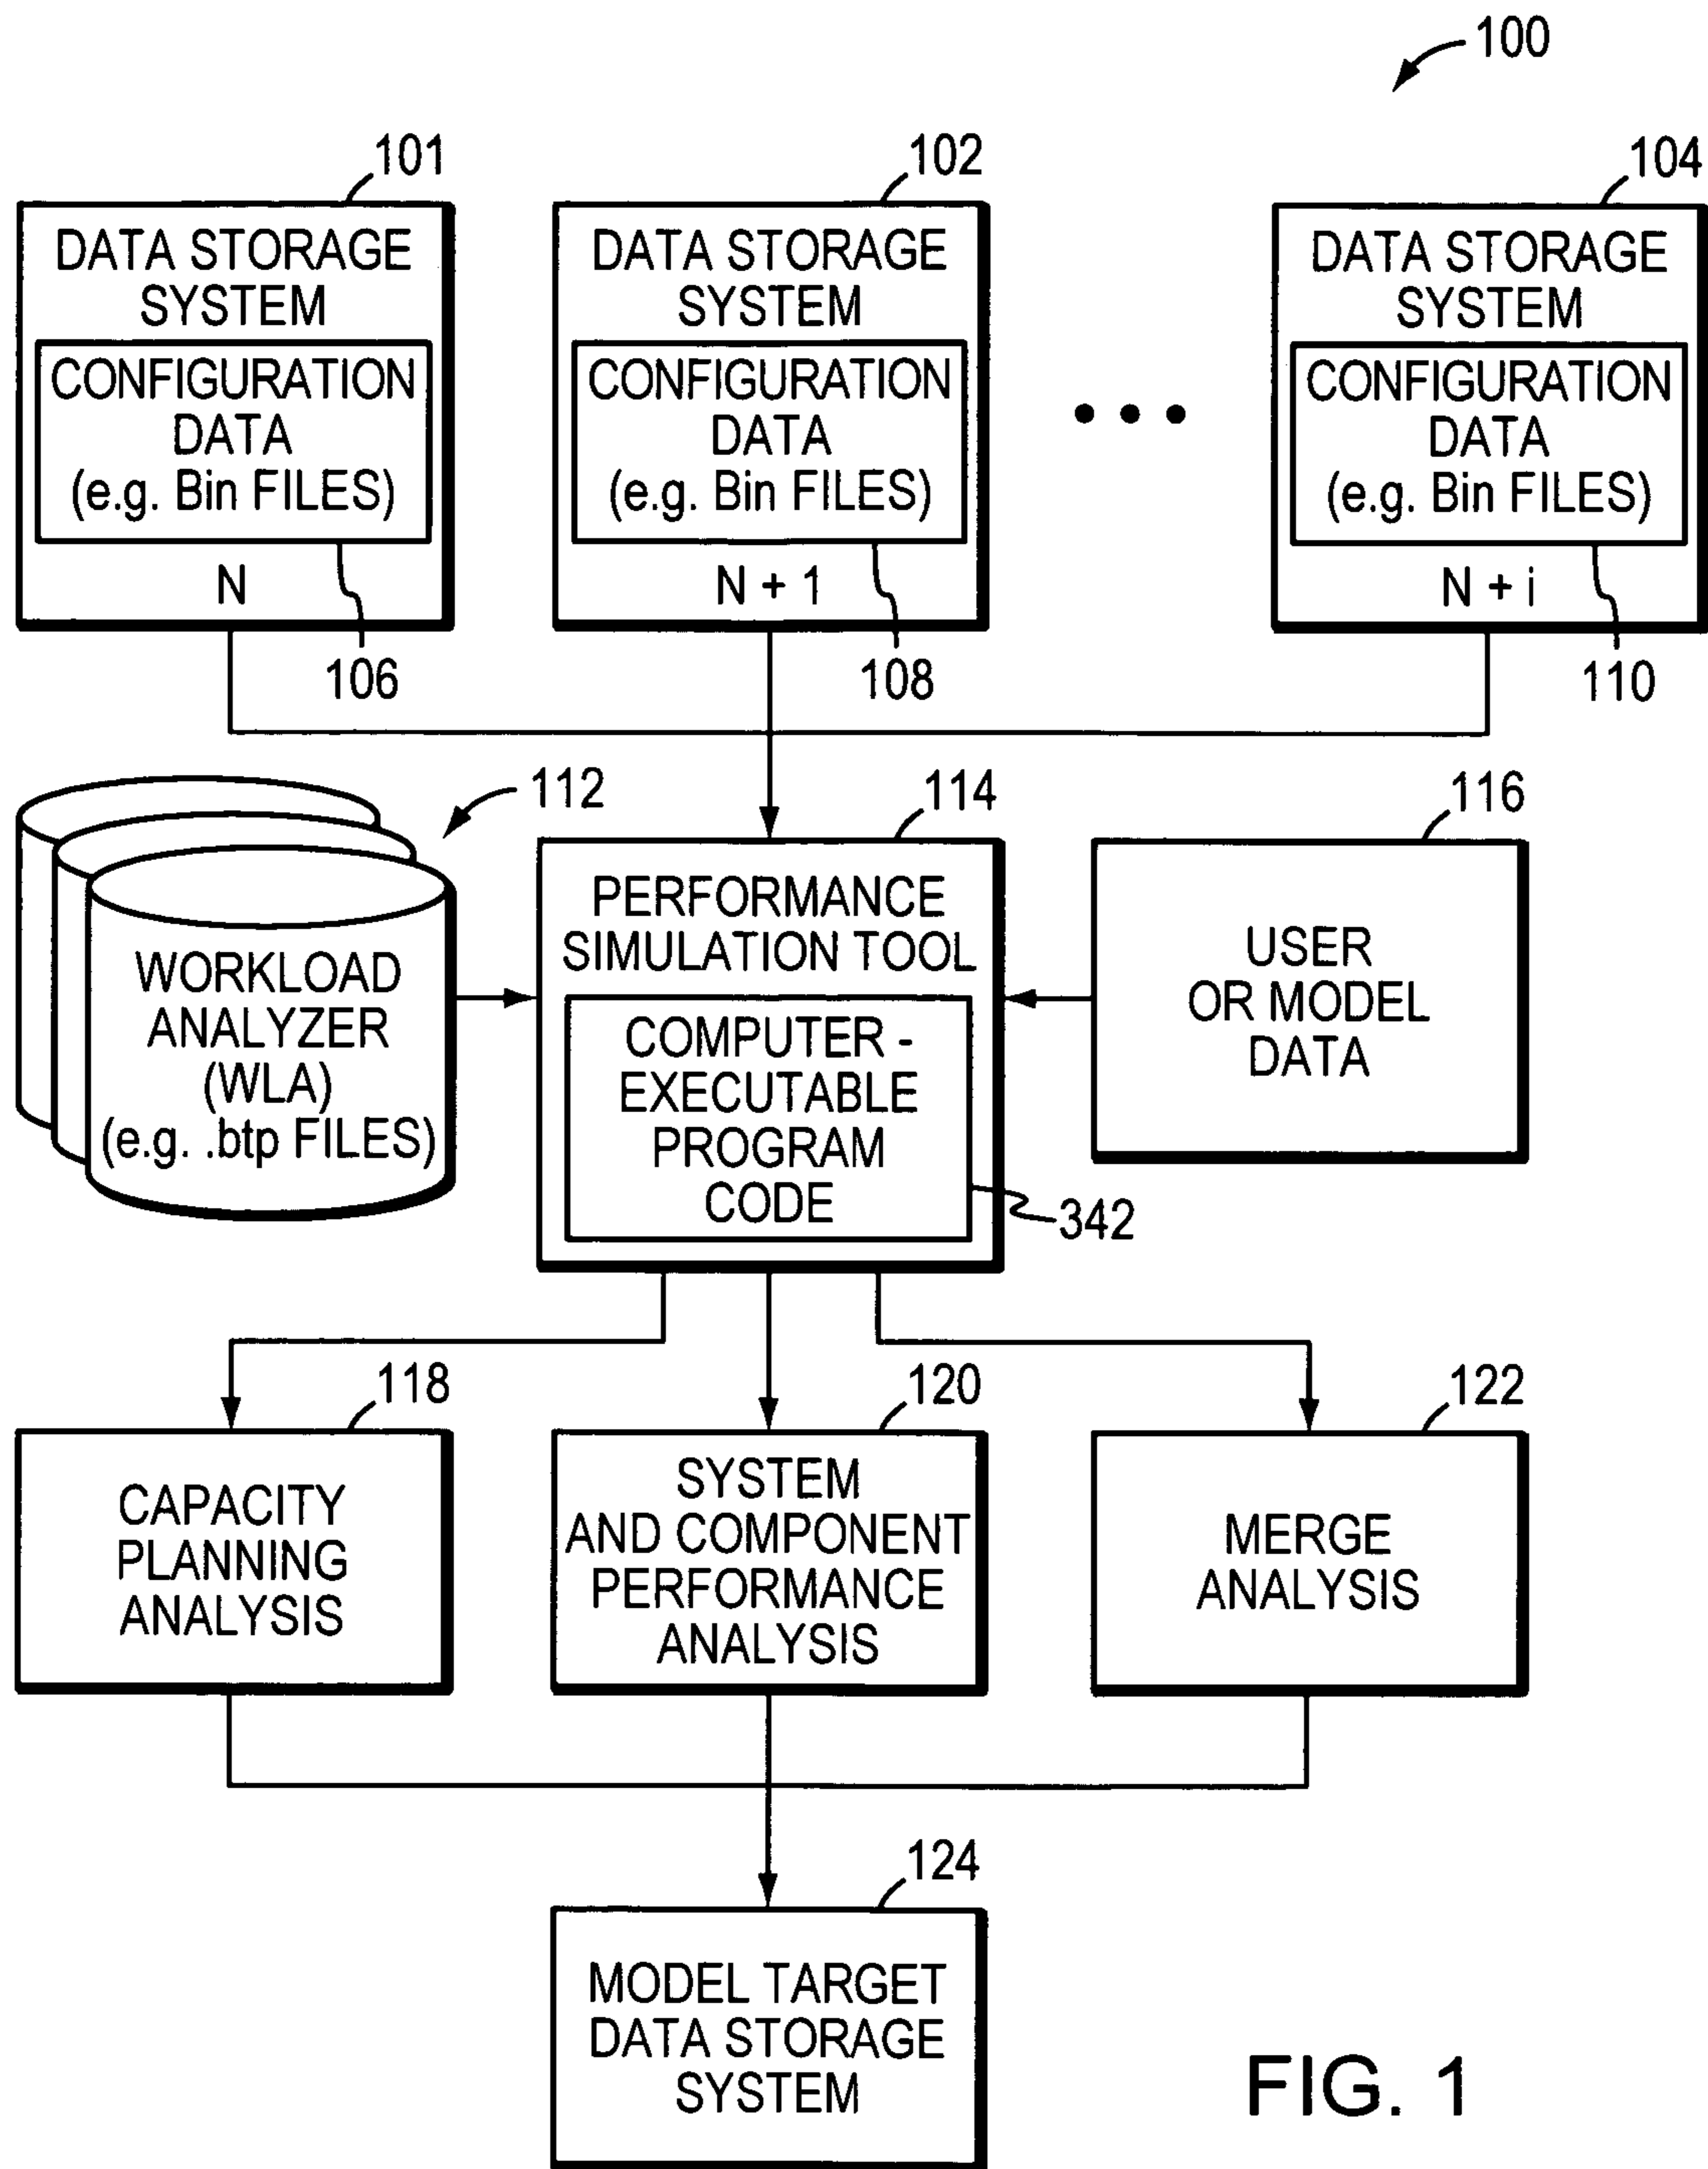 100
101
DATA STORAGE
SYSTEM
CONFIGURATION
DATA
(e.g. Bin FILES)
N
106
102
DATA STORAGE
SYSTEM
CONFIGURATION
DATA
(e.g. Bin FILES)
N + 1
108
104
DATA STORAGE
SYSTEM
CONFIGURATION
DATA
(e.g. Bin FILES)
N + i
110
112
WORKLOAD
ANALYZER
(WLA)
(e.g. .btp FILES)
114
PERFORMANCE
SIMULATION TOOL
COMPUTER -
EXECUTABLE
PROGRAM
CODE
342
116
USER
OR MODEL
DATA
118
CAPACITY
PLANNING
ANALYSIS
120
SYSTEM
AND COMPONENT
PERFORMANCE
ANALYSIS
122
MERGE
ANALYSIS
124
MODEL TARGET
DATA STORAGE
SYSTEM
FIG. 1